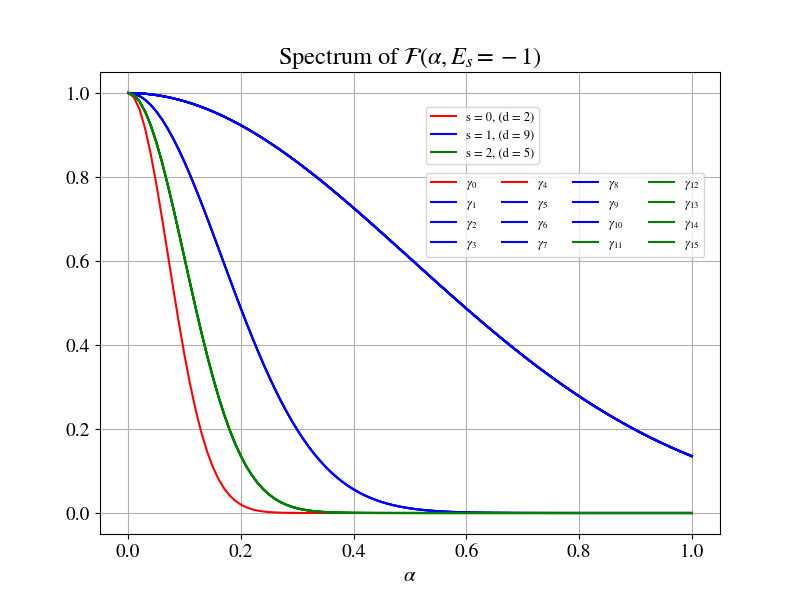 Spectrum of 𝓕(α, E_s = −1)
1.0
0.8
0.6
0.4
0.2
0.0
s = 0, (d = 2)
s = 1, (d = 9)
s = 2, (d = 5)
γ₀ γ₄ γ₈ γ₁₂
γ₁ γ₅ γ₉ γ₁₃
γ₂ γ₆ γ₁₀ γ₁₄
γ₃ γ₇ γ₁₁ γ₁₅
0.0 0.2 0.4 0.6 0.8 1.0
α